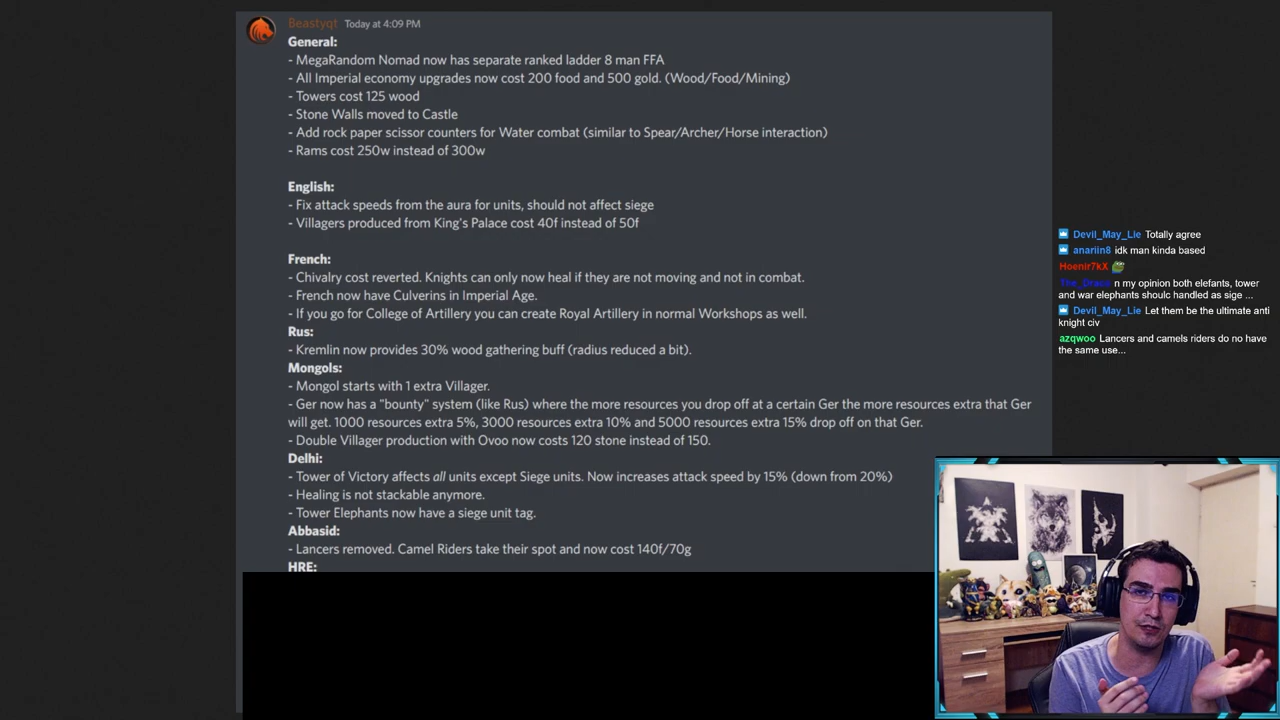 Beastyqt Today at 4:09 PM
General:
- MegaRandom Nomad now has separate ranked ladder 8 man FFA
- All Imperial economy upgrades now cost 200 food and 500 gold. (Wood/Food/Mining)
- Towers cost 125 wood
- Stone Walls moved to Castle
- Add rock paper scissor counters for Water combat (similar to Spear/Archer/Horse interaction)
- Rams cost 250w instead of 300w
English:
- Fix attack speeds from the aura for units, should not affect siege
- Villagers produced from King's Palace cost 40f instead of 50f
French:
- Chivalry cost reverted. Knights can only now heal if they are not moving and not in combat.
- French now have Culverins in Imperial Age.
- If you go for College of Artillery you can create Royal Artillery in normal Workshops as well.
Rus:
- Kremlin now provides 30% wood gathering buff (radius reduced a bit).
Mongols:
- Mongol starts with 1 extra Villager.
- Ger now has a "bounty" system (like Rus) where the more resources you drop off at a certain Ger the more resources extra that Ger
will get. 1000 resources extra 5%, 3000 resources extra 10% and 5000 resources extra 15% drop off on that Ger.
- Double Villager production with Ovoo now costs 120 stone instead of 150.
Delhi:
- Tower of Victory affects all units except Siege units. Now increases attack speed by 15% (down from 20%)
- Healing is not stackable anymore.
- Tower Elephants now have a siege unit tag.
Abbasid:
- Lancers removed. Camel Riders take their spot and now cost 140f/70g
HRE:
Devil_May_Lie Totally agree
anariin8 idk man kinda based
Hoenir7kX
n my opinion both elefants, tower
and war elephants shoulc handled as sige ...
Devil_May_Lie Let them be the ultimate anti
knight civ
azqwoo Lancers and camels riders do no have
the same use...